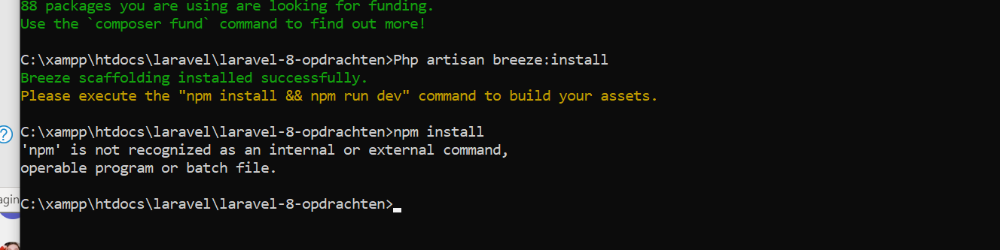 88 packages you are using are looking for funding.
Use the `composer fund` command to find out more!
C:\xampp\htdocs\laravel\laravel-8-opdrachten>Php artisan breeze:install
Breeze scaffolding installed successfully.
Please execute the "npm install && npm run dev" command to build your assets.
?
C:\xampp\htdocs\laravel\laravel-8-opdrachten>npm install
'npm' is not recognized as an internal or external command,
operable program or batch file.
agin
C:\xampp\htdocs\laravel\laravel-8-opdrachten>